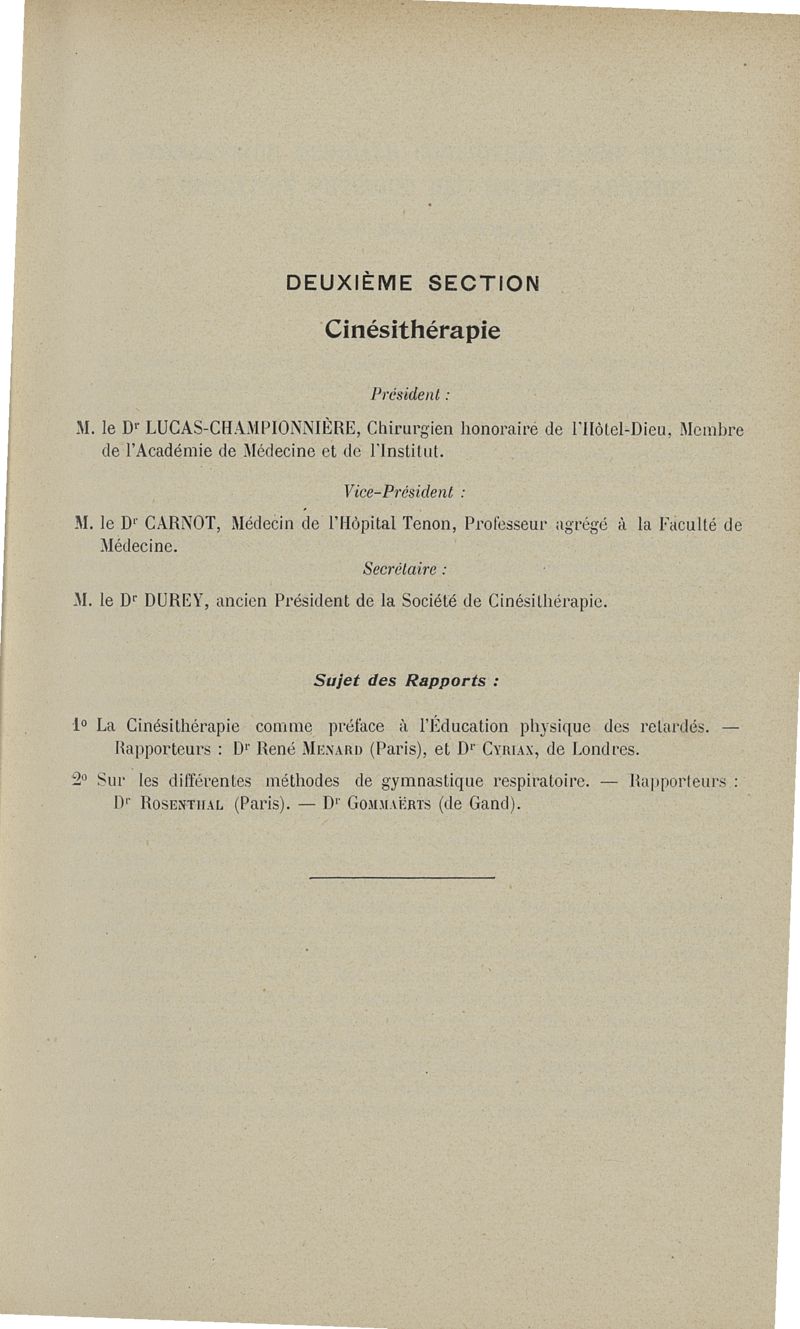 DEUXIÈME SECTION
Cinésithérapie
Président :
M. le Dr LUCAS-CHAMPIONNIÈRE, Chirurgien honoraire de l'Hôtel-Dieu, Membre
de l'Académie de Médecine et de l'Institut.
Vice-Président :
M. le Dr CARNOT, Médecin de l'Hôpital Tenon, Professeur agrégé à la Faculté de
Médecine.
Secrétaire :
M. le Dr DUREY, ancien Président de la Société de Cinésithérapie.
Sujet des Rapports :
1o La Cinésithérapie comme préface à l'Éducation physique des retardés. —
Rapporteurs : Dr René MENARD (Paris), et Dr CYRIAX, de Londres.
2o Sur les différentes méthodes de gymnastique respiratoire. — Rapporteurs :
Dr ROSENTHAL (Paris). — Dr GOMMAËRTS (de Gand).